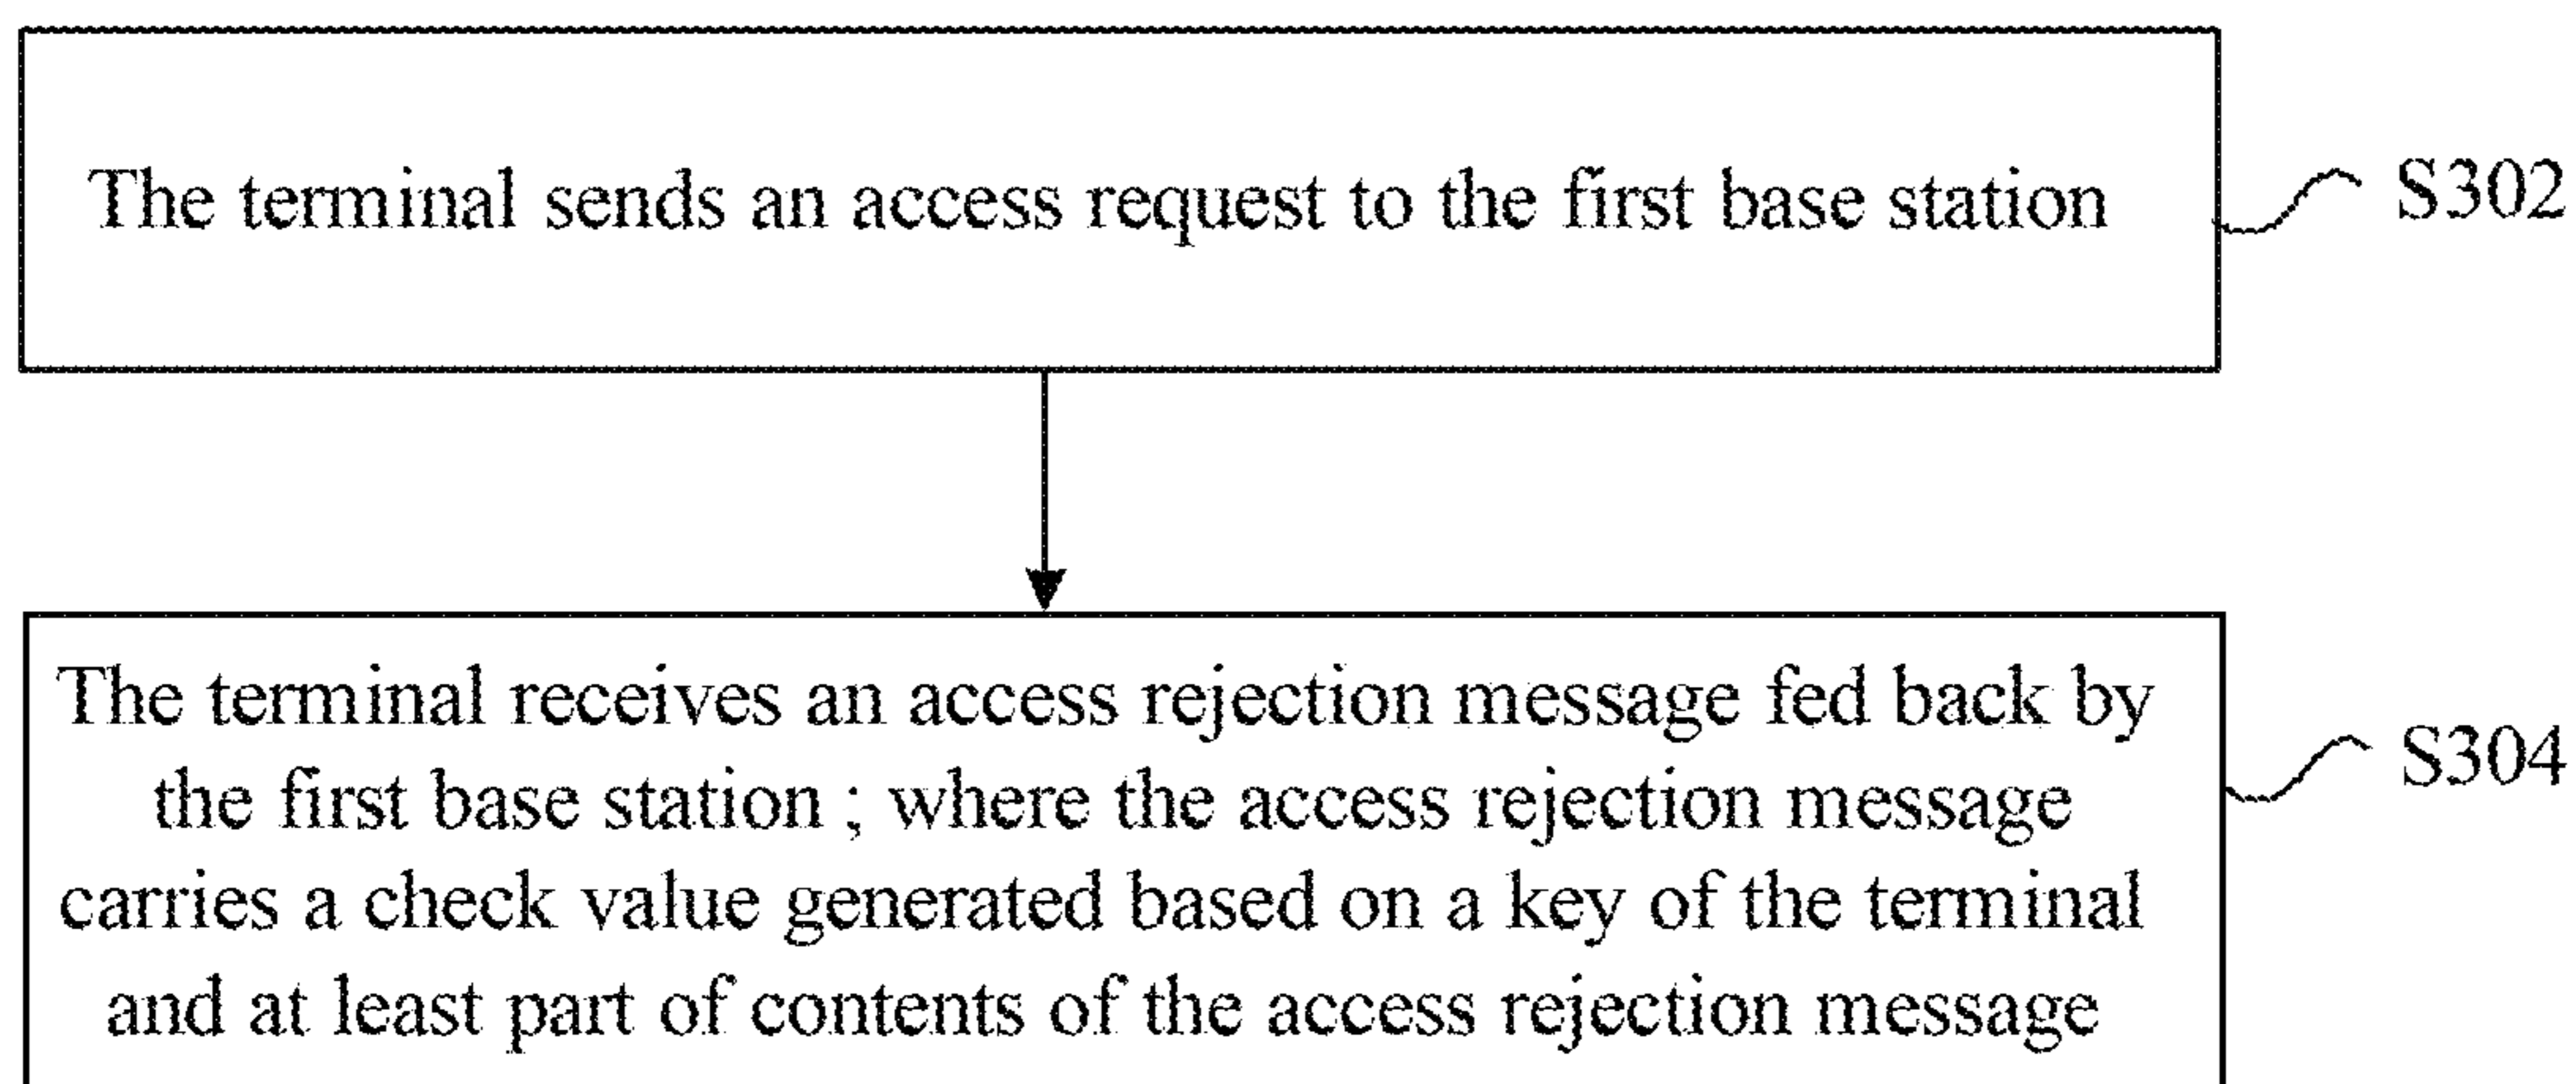 The terminal sends an access request to the first base station
S302
The terminal receives an access rejection message fed back by
the first base station ; where the access rejection message
carries a check value generated based on a key of the terminal
and at least part of contents of the access rejection message
S304